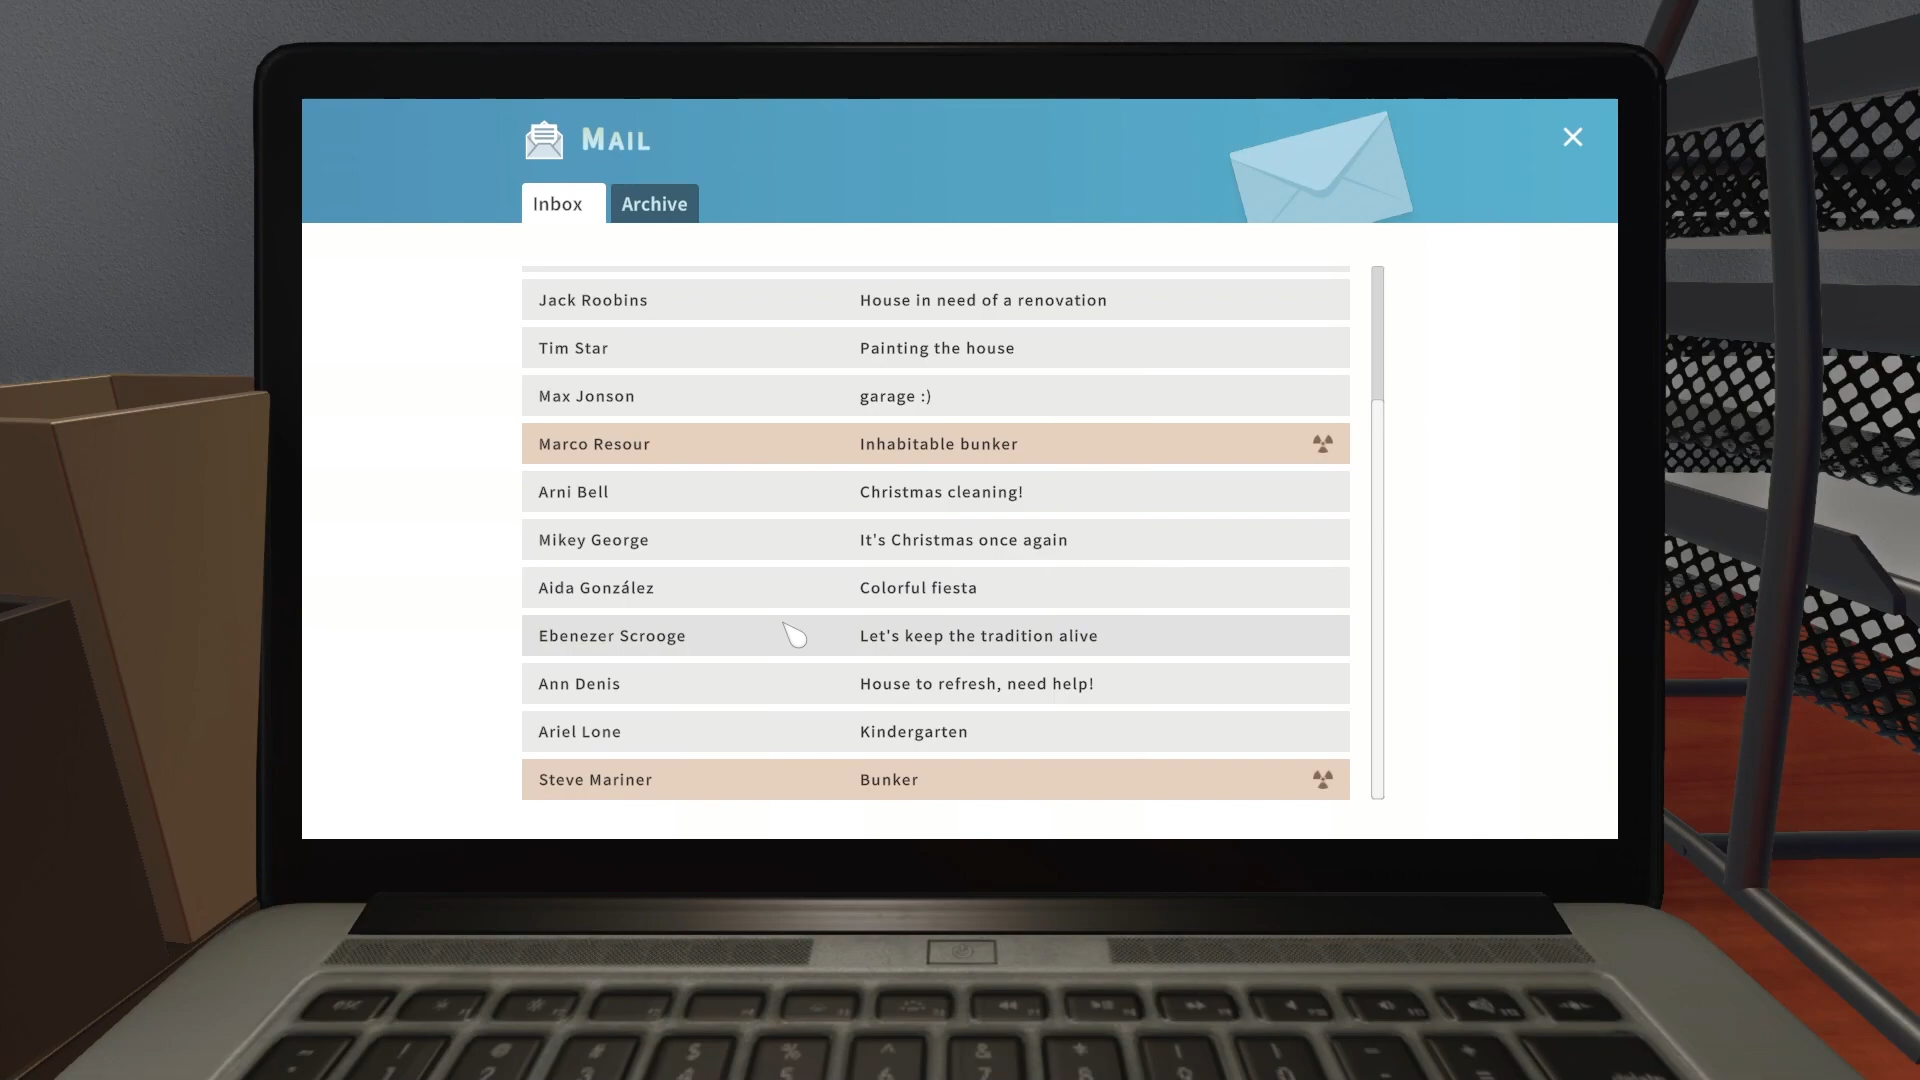 Mail
Inbox
Archive
Jack Roobins House in need of a renovation
Tim Star Painting the house
Max Jonson garage :)
Marco Resour Inhabitable bunker
Arni Bell Christmas cleaning!
Mikey George It's Christmas once again
Aida González Colorful fiesta
Ebenezer Scrooge Let's keep the tradition alive
Ann Denis House to refresh, need help!
Ariel Lone Kindergarten
Steve Mariner Bunker
esc